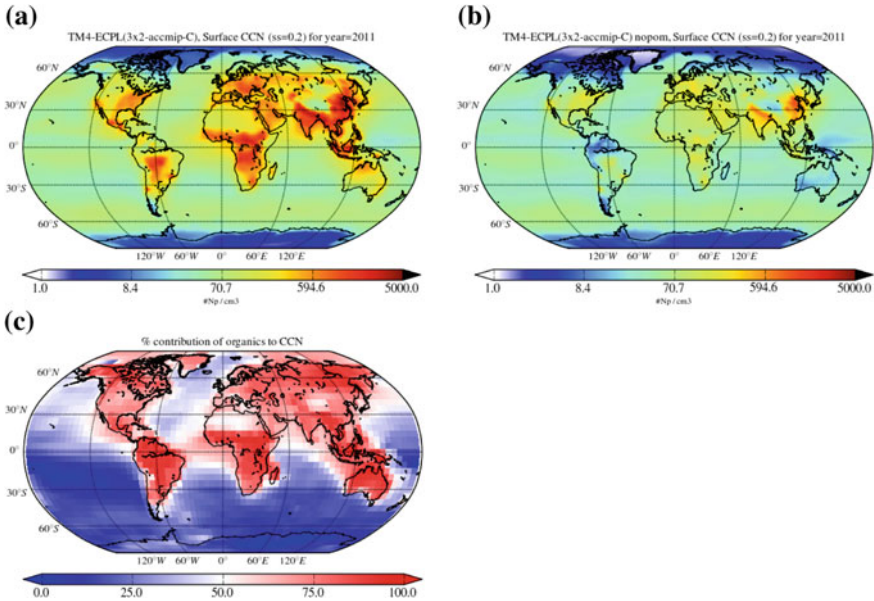 (a)
TM4-ECPL(3x2-accmip-C), Surface CCN (ss=0.2) for year=2011
60°N
30°N
0°
30°S
60°S
120°W 60°W 0° 60°E 120°E
1.0 8.4 70.7 594.6 5000.0
#Np / cm3
(b)
TM4-ECPL(3x2-accmip-C) nopom, Surface CCN (ss=0.2) for year=2011
60°N
30°N
0°
30°S
60°S
120°W 60°W 0° 60°E 120°E
1.0 8.4 70.7 594.6 5000.0
#Np / cm3
(c)
% contribution of organics to CCN
60°N
30°N
0°
30°S
60°S
120°W 60°W 0° 60°E 120°E
0.0 25.0 50.0 75.0 100.0